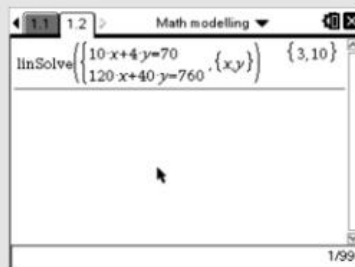 1.1 1.2 Math modelling
linSolve({10·x+4·y=70
120·x+40·y=760 ,{x,y}) {3,10}
1/99